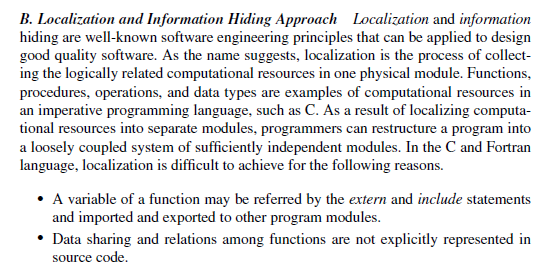 B. Localization and Information Hiding Approach Localization and information
hiding are well-known software engineering principles that can be applied to design
good quality software. As the name suggests, localization is the process of collect-
ing the logically related computational resources in one physical module. Functions,
procedures, operations, and data types are examples of computational resources in
an imperative programming language, such as C. As a result of localizing computa-
tional resources into separate modules, programmers can restructure a program into
a loosely coupled system of sufficiently independent modules. In the C and Fortran
language, localization is difficult to achieve for the following reasons.
• A variable of a function may be referred by the extern and include statements
and imported and exported to other program modules.
• Data sharing and relations among functions are not explicitly represented in
source code.